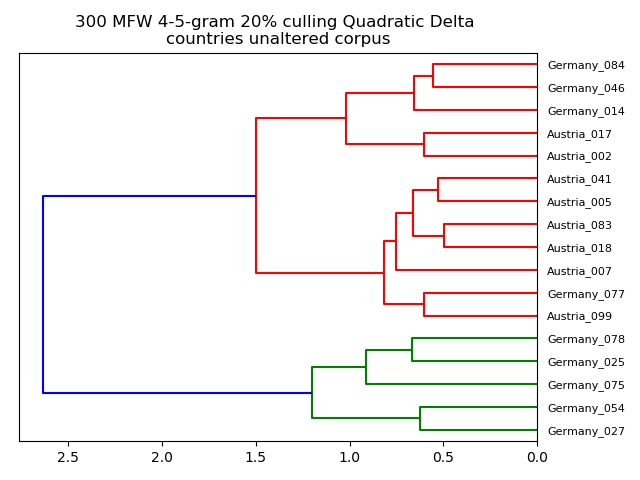 300 MFW 4-5-gram 20% culling Quadratic Delta
countries unaltered corpus
Germany_084
Germany_046
Germany_014
Austria_017
Austria_002
Austria_041
Austria_005
Austria_083
Austria_018
Austria_007
Germany_077
Austria_099
Germany_078
Germany_025
Germany_075
Germany_054
Germany_027
2.5 2.0 1.5 1.0 0.5 0.0